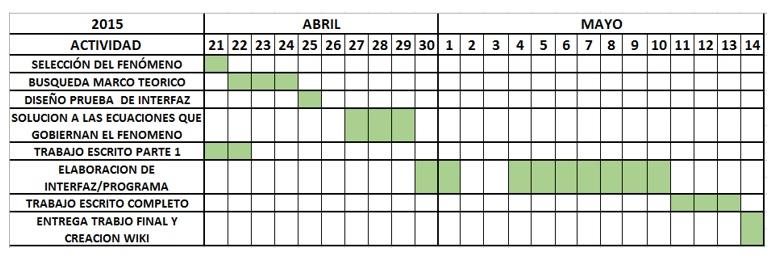 2015 ABRIL MAYO
ACTIVIDAD 21 22 23 24 25 26 27 28 29 30 1 2 3 4 5 6 7 8 9 10 11 12 13 14
SELECCIÓN DEL FENÓMENO
BUSQUEDA MARCO TEORICO
DISEÑO PRUEBA DE INTERFAZ
SOLUCION A LAS ECUACIONES QUE
GOBIERNAN EL FENOMENO
TRABAJO ESCRITO PARTE 1
ELABORACION DE
INTERFAZ/PROGRAMA
TRABAJO ESCRITO COMPLETO
ENTREGA TRABJO FINAL Y
CREACION WIKI